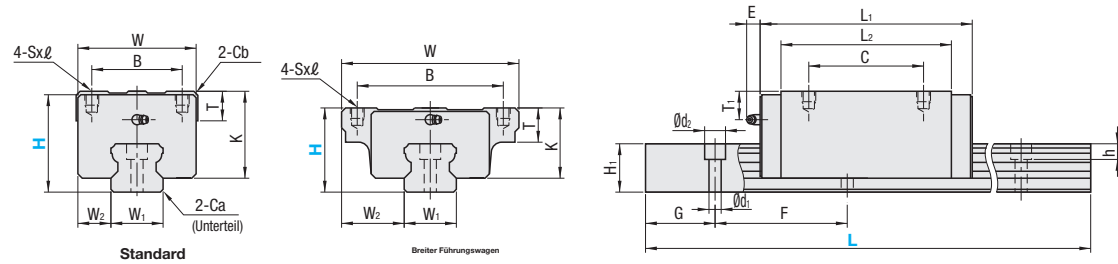 W
B
4-Sxℓ
2-Cb
T
K
H
W₂
W₁
2-Ca
(Unterteil)
Standard
W
B
4-Sxℓ
T
K
H
W₂
W₁
Breiter Führungswagen
E
L₁
L₂
C
T₁
Ød₂
H₁
h
Ød₁
G
F
L